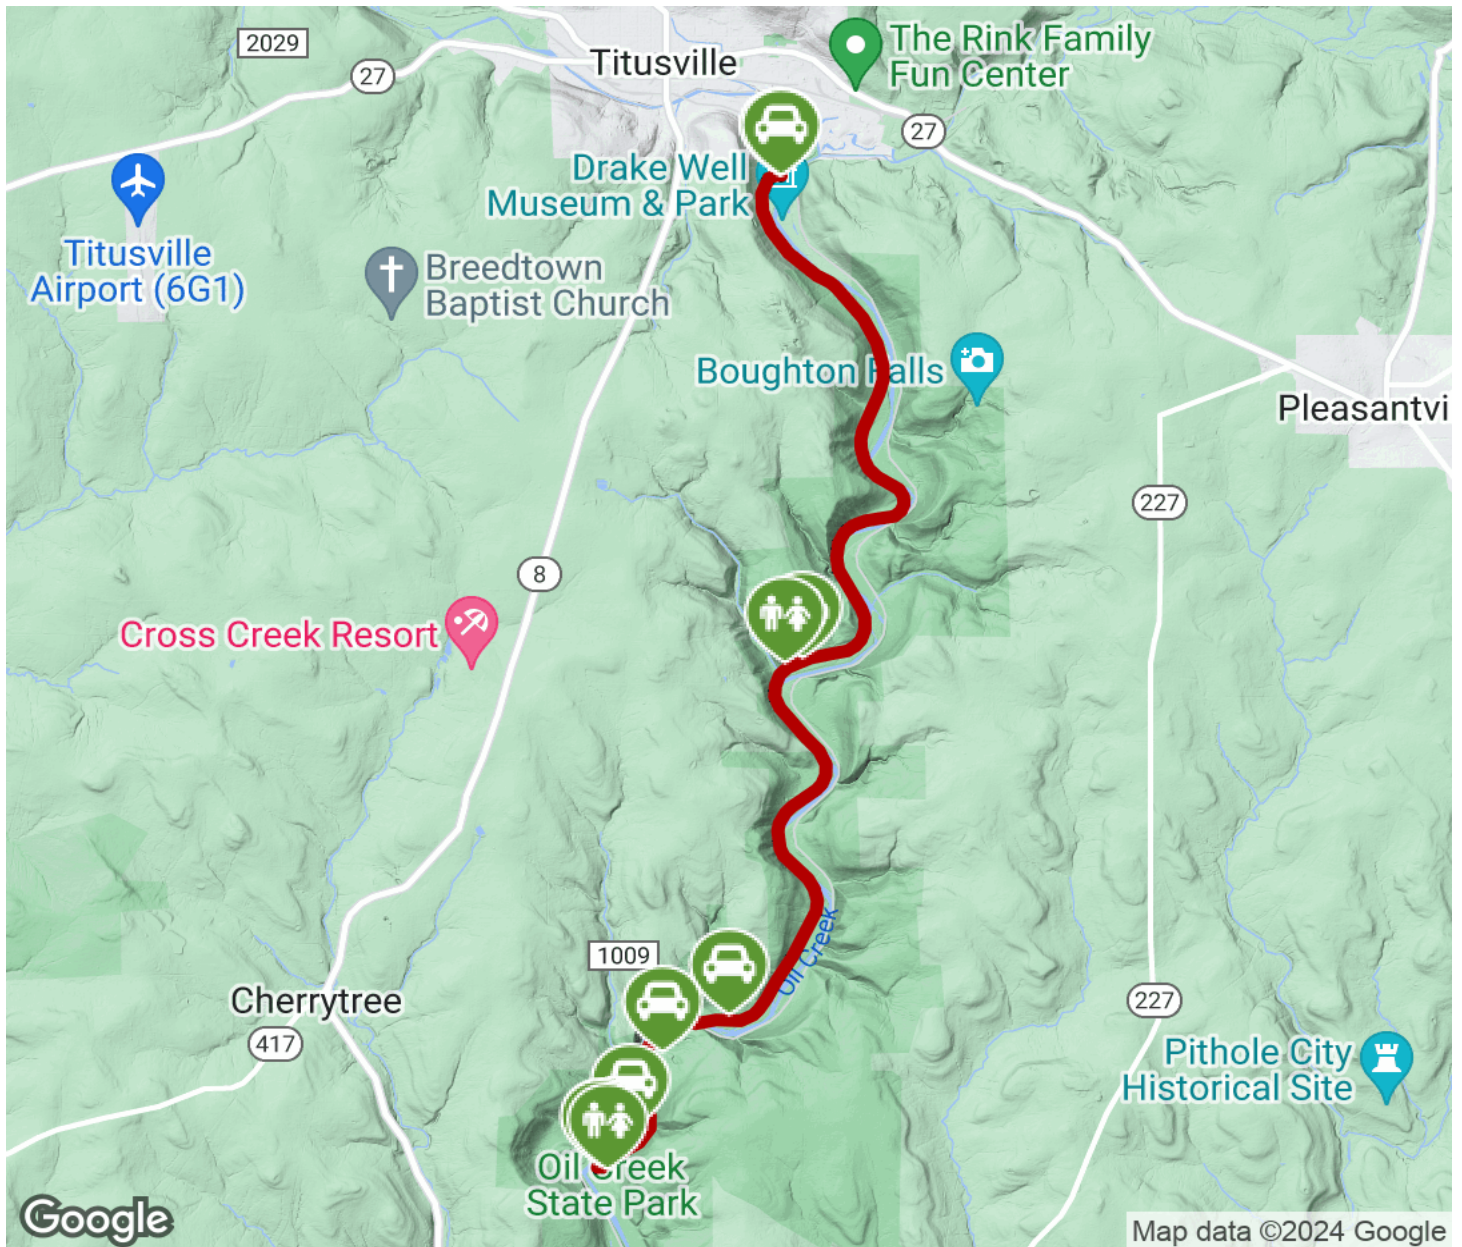 2029
27
Titusville
The Rink Family
Fun Center
27
Drake Well
Museum & Park
Titusville
Airport (6G1)
Breedtown
Baptist Church
Boughton Falls
Pleasantvi
227
8
Cross Creek Resort
Oil Creek
1009
Cherrytree
417
227
Pithole City
Historical Site
Oil Creek
State Park
Google
Map data ©2024 Google